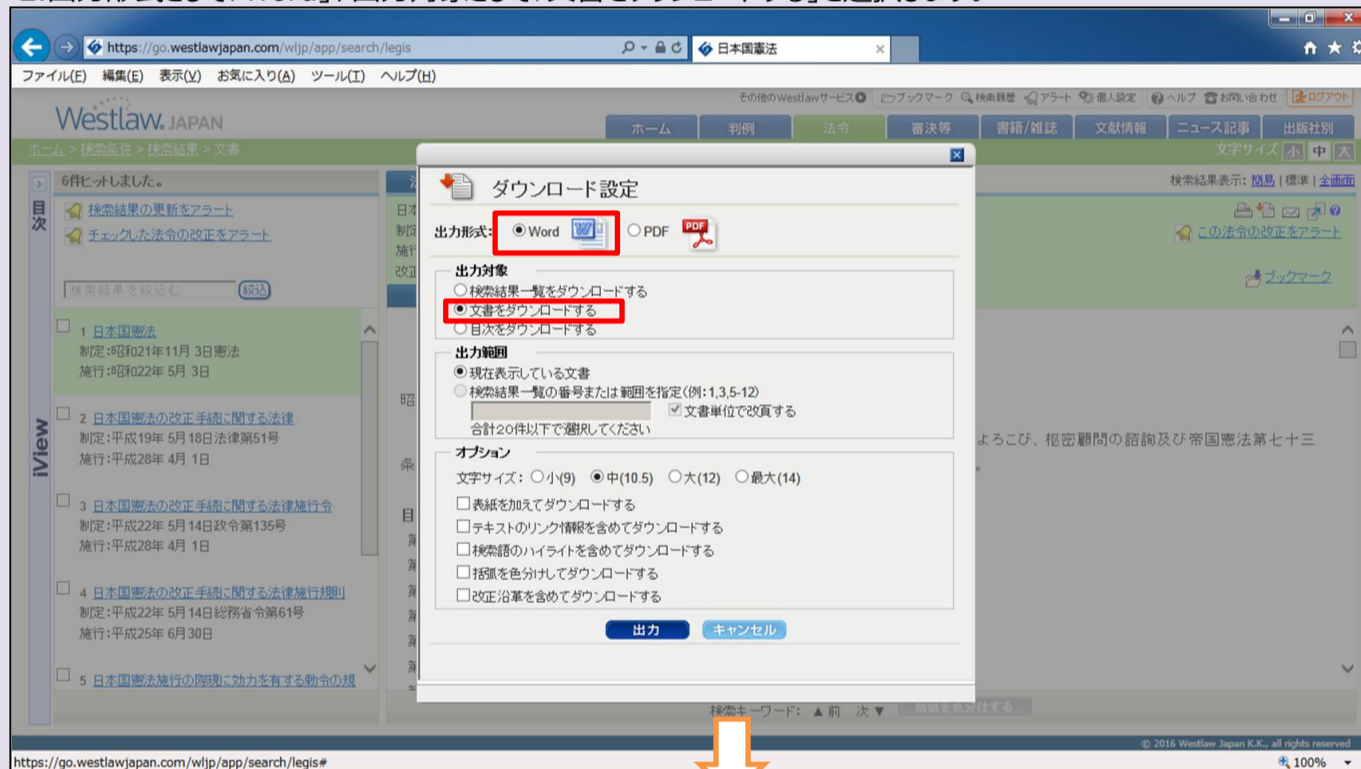 https://go.westlawjapan.com/wljp/app/search/legis
日本国憲法
ファイル(F) 編集(E) 表示(V) お気に入り(A) ツール(T) ヘルプ(H)
その他のWestlawサービス ブックマーク 検索履歴 アラート 個人設定 ヘルプ お問い合わせ ログアウト
Westlaw. JAPAN
ホーム 判例 法令 審決等 書籍/雑誌 文献情報 ニュース記事 出版社別
ホーム > 検索条件 > 検索結果 > 文書
文字サイズ 小 中 大
目次
iView
6件ヒットしました。
検索結果の更新をアラート
チェックした法令の改正をアラート
検索結果を絞込む 絞込
1 日本国憲法
制定:昭和21年11月 3日憲法
施行:昭和22年 5月 3日
2 日本国憲法の改正手続に関する法律
制定:平成19年 5月18日法律第51号
施行:平成28年 4月 1日
3 日本国憲法の改正手続に関する法律施行令
制定:平成22年 5月14日政令第135号
施行:平成28年 4月 1日
4 日本国憲法の改正手続に関する法律施行規則
制定:平成22年 5月14日総務省令第61号
施行:平成25年 6月30日
5 日本国憲法施行の際現に効力を有する勅令の規
ダウンロード設定
出力形式: Word PDF
出力対象
検索結果一覧をダウンロードする
文書をダウンロードする
目次をダウンロードする
出力範囲
現在表示している文書
検索結果一覧の番号または範囲を指定(例:1,3,5-12)
文書単位で改頁する
合計20件以下で選択してください
オプション
文字サイズ: 小(9) 中(10.5) 大(12) 最大(14)
表紙を加えてダウンロードする
テキストのリンク情報を含めてダウンロードする
検索語のハイライトを含めてダウンロードする
括弧を色分けしてダウンロードする
改正沿革を含めてダウンロードする
出力 キャンセル
検索結果表示: 簡易 | 標準 | 全画面
この法令の改正をアラート
ブックマーク
よろこび、枢密顧問の諮詢及び帝国憲法第七十三
条
検索キーワード: ▲前 次▼ 括弧を色分けする
© 2016 Westlaw Japan K.K., all rights reserved
https://go.westlawjapan.com/wljp/app/search/legis#
100%